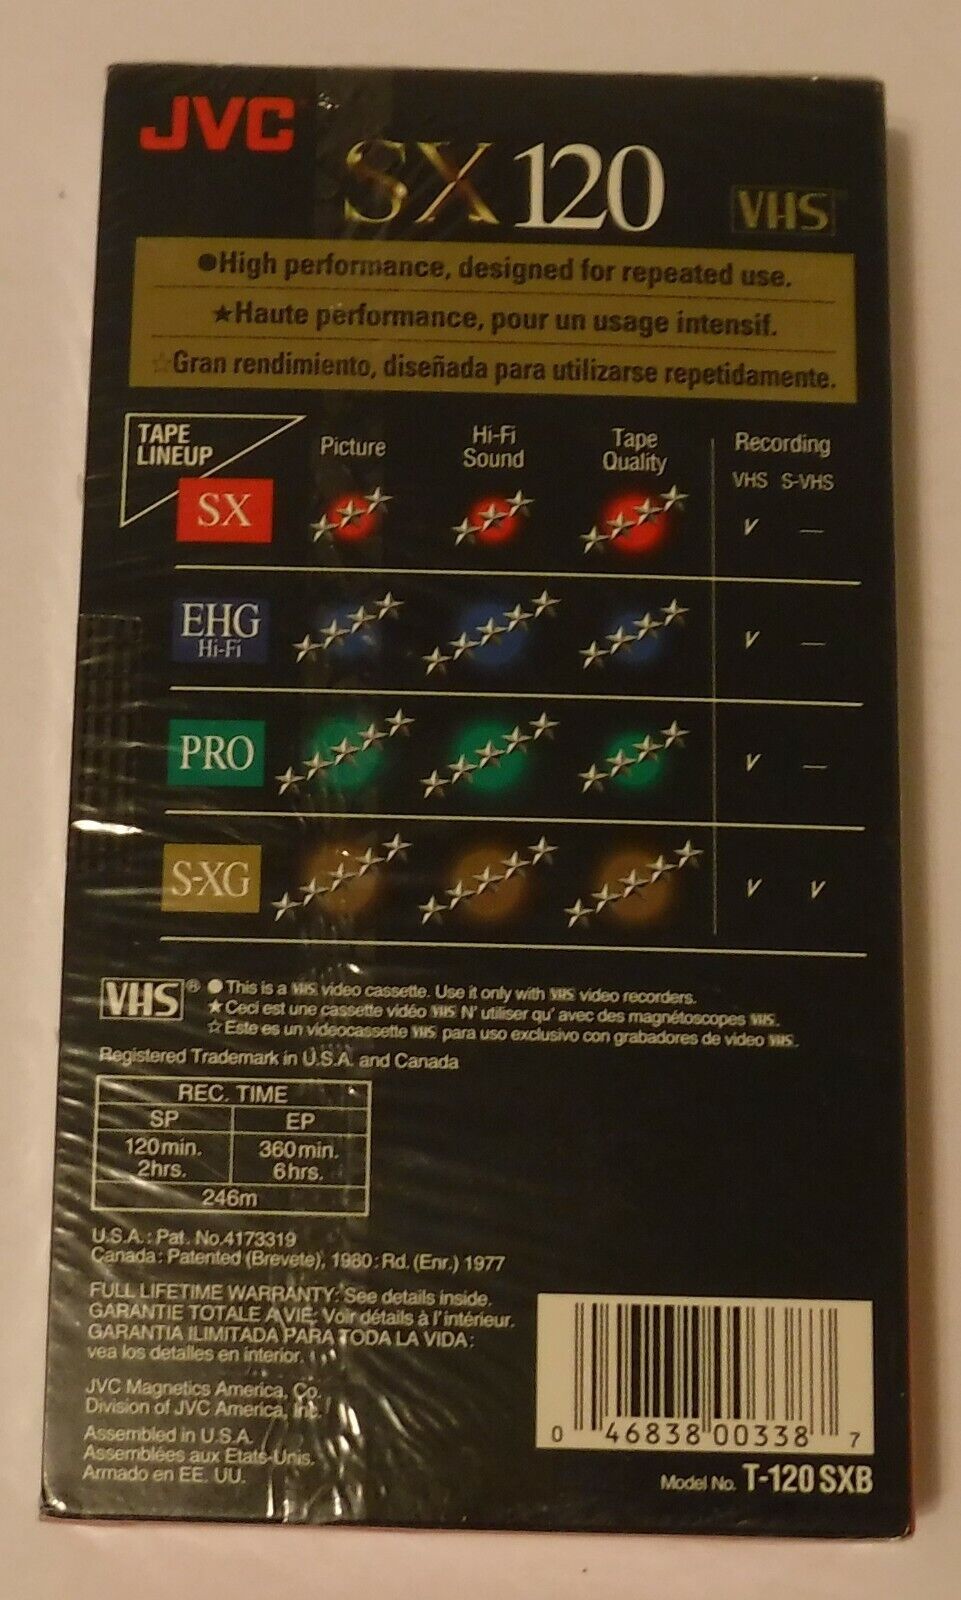 JVC
SX 120
VHS
●High performance, designed for repeated use.
★Haute performance, pour un usage intensif.
☆Gran rendimiento, diseñada para utilizarse repetidamente.
TAPE LINEUP
Picture
Hi-Fi Sound
Tape Quality
Recording
VHS S-VHS
SX
EHG
Hi-Fi
PRO
S-XG
VHS®
●This is a VHS video cassette. Use it only with VHS video recorders.
★Ceci est une cassette vidéo VHS N' utiliser qu' avec des magnétoscopes VHS.
☆Este es un videocassette VHS para uso exclusivo con grabadores de video VHS.
Registered Trademark in U.S.A. and Canada
REC. TIME
SP EP
120min. 360min.
2hrs. 6hrs.
246m
U.S.A.: Pat. No.4173319
Canada: Patented (Brevete), 1980: Rd. (Enr.) 1977
FULL LIFETIME WARRANTY: See details inside.
GARANTIE TOTALE A VIE: Voir détails à l'intérieur.
GARANTIA ILIMITADA PARA TODA LA VIDA:
vea los detalles en interior.
JVC Magnetics America, Co.
Division of JVC America, Inc.
Assembled in U.S.A.
Assemblées aux Etats-Unis.
Armado en EE. UU.
0 46838 00338 7
Model No. T-120 SXB